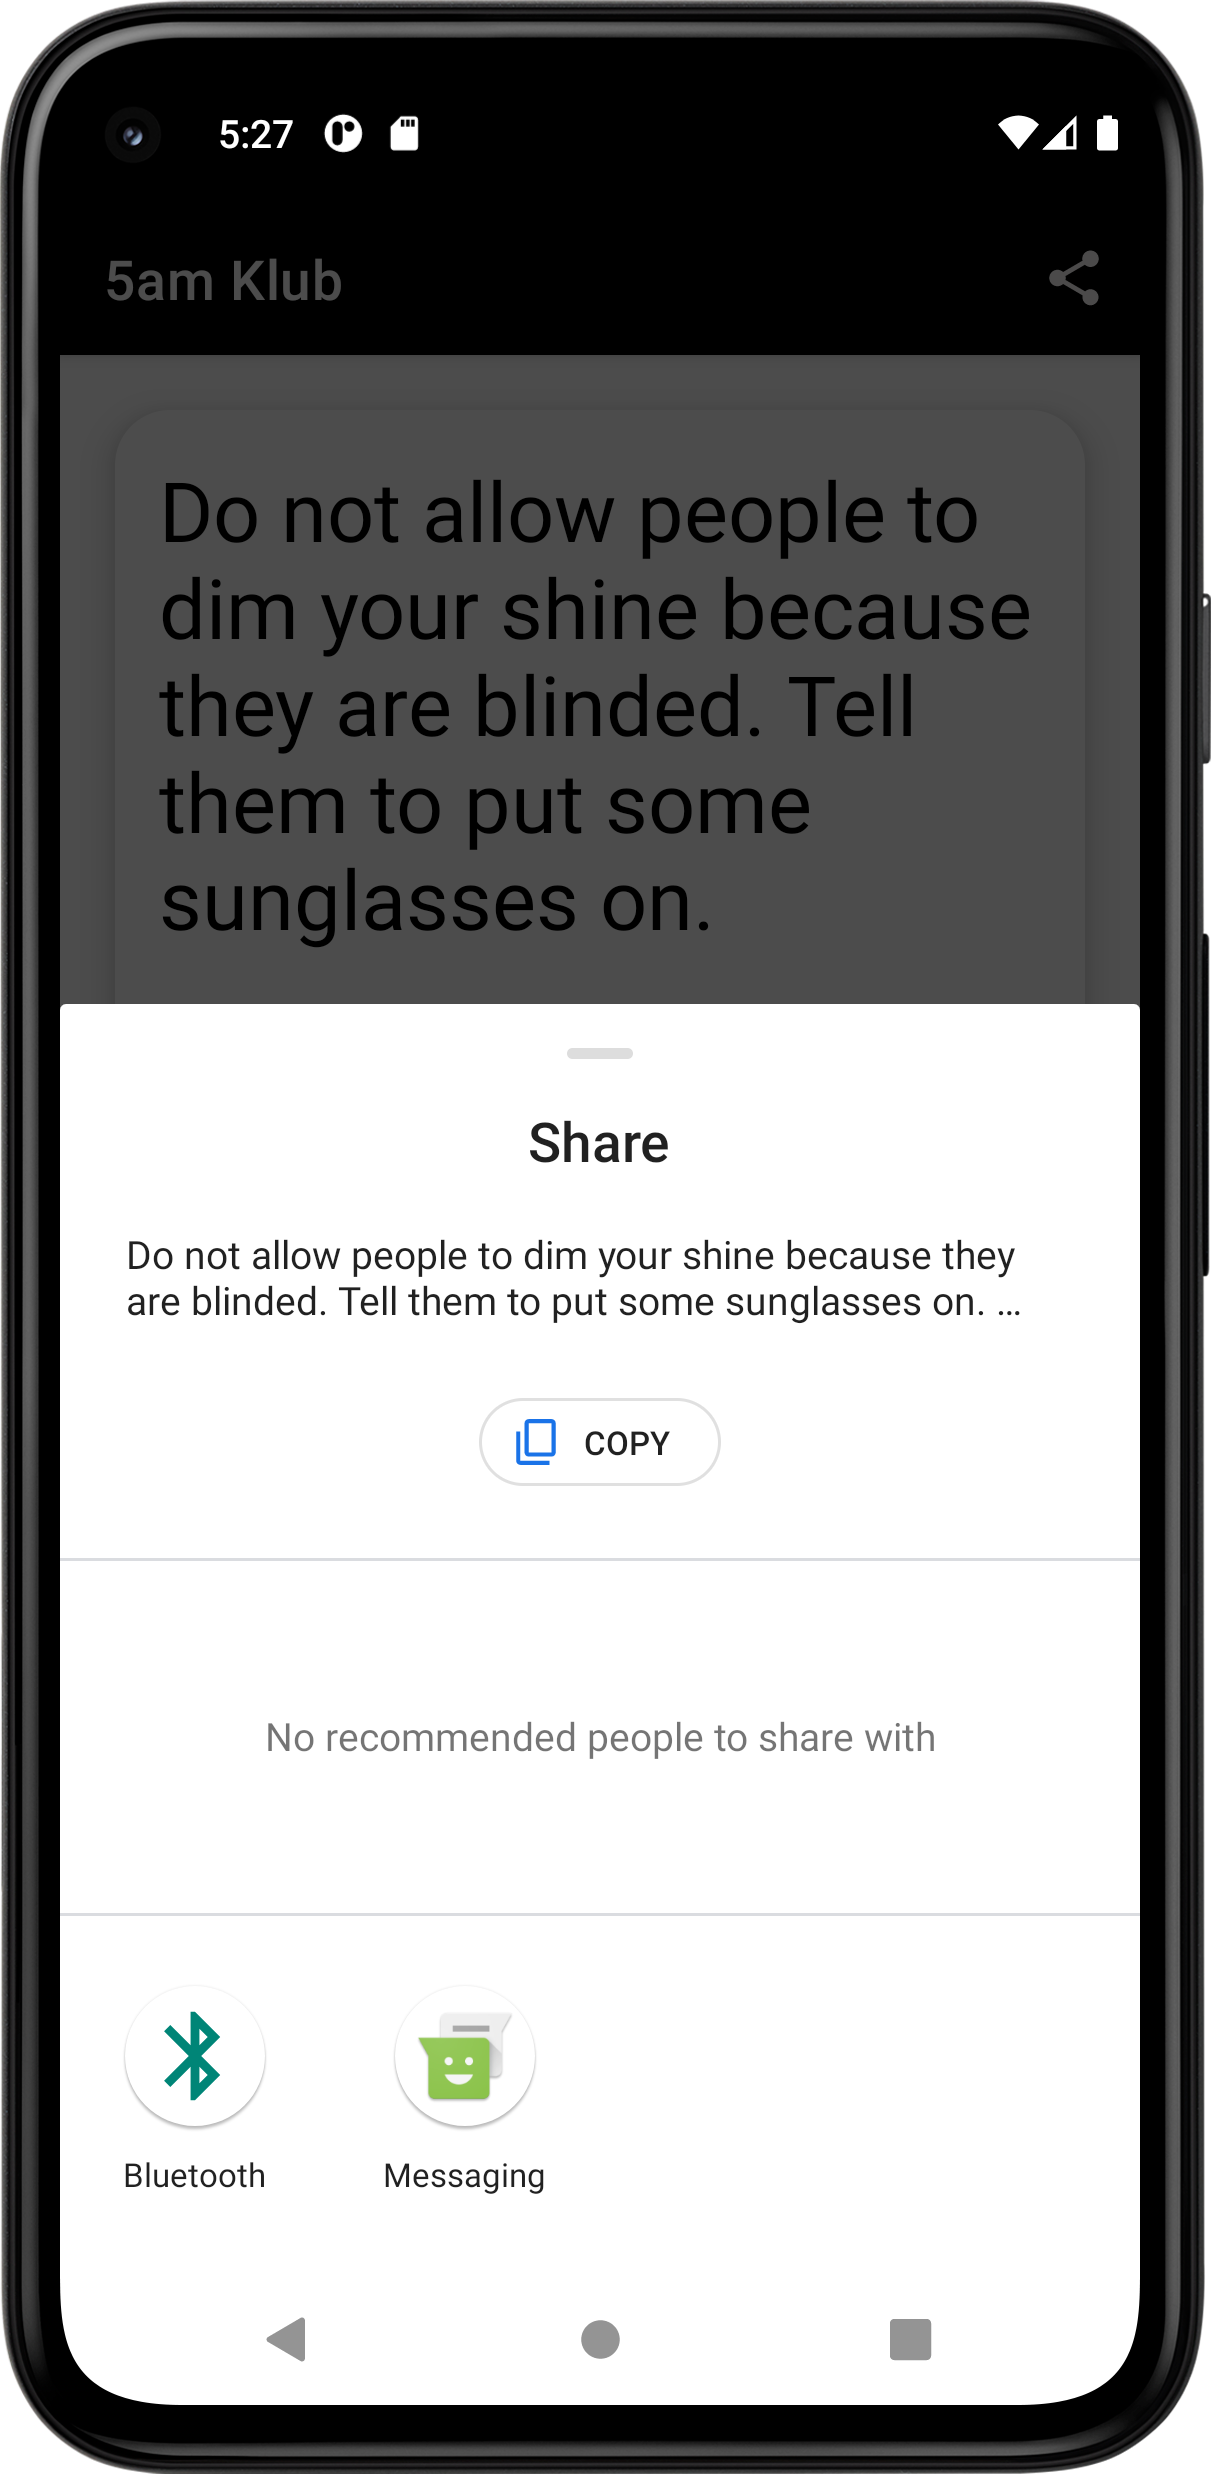 5:27
5am Klub
Do not allow people to
dim your shine because
they are blinded. Tell
them to put some
sunglasses on.
Share
Do not allow people to dim your shine because they
are blinded. Tell them to put some sunglasses on. …
COPY
No recommended people to share with
Bluetooth
Messaging